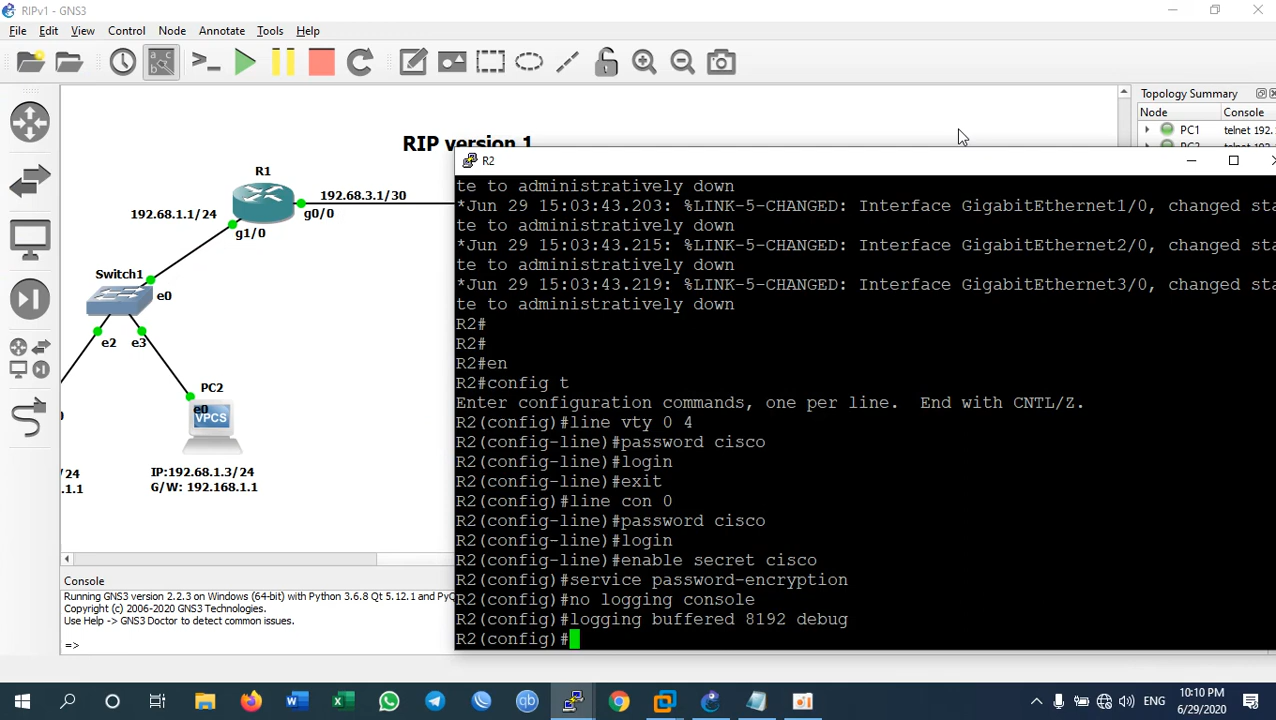 RIPv1 - GNS3
File Edit View Control Node Annotate Tools Help
Topology Summary
Node Console
PC1 telnet 192.
RIP version 1
R1
192.68.3.1/30
g0/0
192.68.1.1/24
g1/0
Switch1
e0
e2 e3
PC2
e0
VPCS
IP:192.68.1.3/24
G/W: 192.168.1.1
/24
.1.1
R2
te to administratively down
*Jun 29 15:03:43.203: %LINK-5-CHANGED: Interface GigabitEthernet1/0, changed sta
te to administratively down
*Jun 29 15:03:43.215: %LINK-5-CHANGED: Interface GigabitEthernet2/0, changed sta
te to administratively down
*Jun 29 15:03:43.219: %LINK-5-CHANGED: Interface GigabitEthernet3/0, changed sta
te to administratively down
R2#
R2#
R2#en
R2#config t
Enter configuration commands, one per line.  End with CNTL/Z.
R2(config)#line vty 0 4
R2(config-line)#password cisco
R2(config-line)#login
R2(config-line)#exit
R2(config)#line con 0
R2(config-line)#password cisco
R2(config-line)#login
R2(config-line)#enable secret cisco
R2(config)#service password-encryption
R2(config)#no logging console
R2(config)#logging buffered 8192 debug
R2(config)#
Console
Running GNS3 version 2.2.3 on Windows (64-bit) with Python 3.6.8 Qt 5.12.1 and PyQ
Copyright (c) 2006-2020 GNS3 Technologies.
Use Help -> GNS3 Doctor to detect common issues.
=>
ENG
10:10 PM
6/29/2020